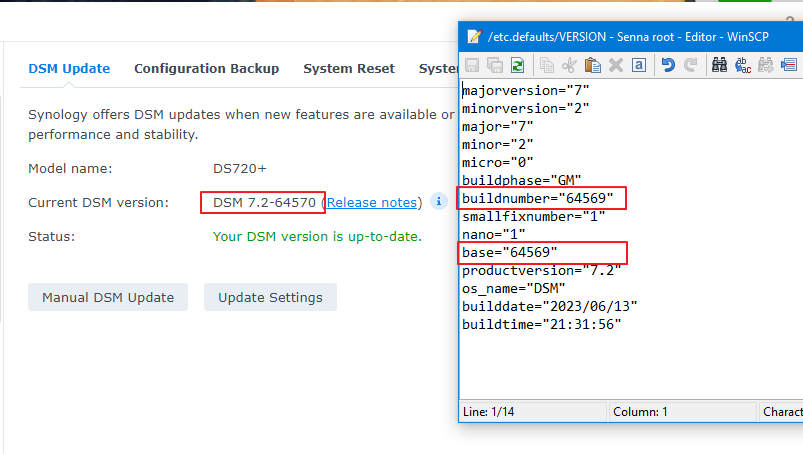 DSM Update Configuration Backup System Reset Syste
Synology offers DSM updates when new features are available or
performance and stability.
Model name: DS720+
Current DSM version: DSM 7.2-64570 (Release notes) i
Status: Your DSM version is up-to-date.
Manual DSM Update Update Settings
/etc.defaults/VERSION - Senna root - Editor - WinSCP
majorversion="7"
minorversion="2"
major="7"
minor="2"
micro="0"
buildphase="GM"
buildnumber="64569"
smallfixnumber="1"
nano="1"
base="64569"
productversion="7.2"
os_name="DSM"
builddate="2023/06/13"
buildtime="21:31:56"
Line: 1/14 Column: 1 Charact